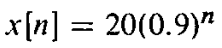 x[n] = 20(0.9)ⁿ